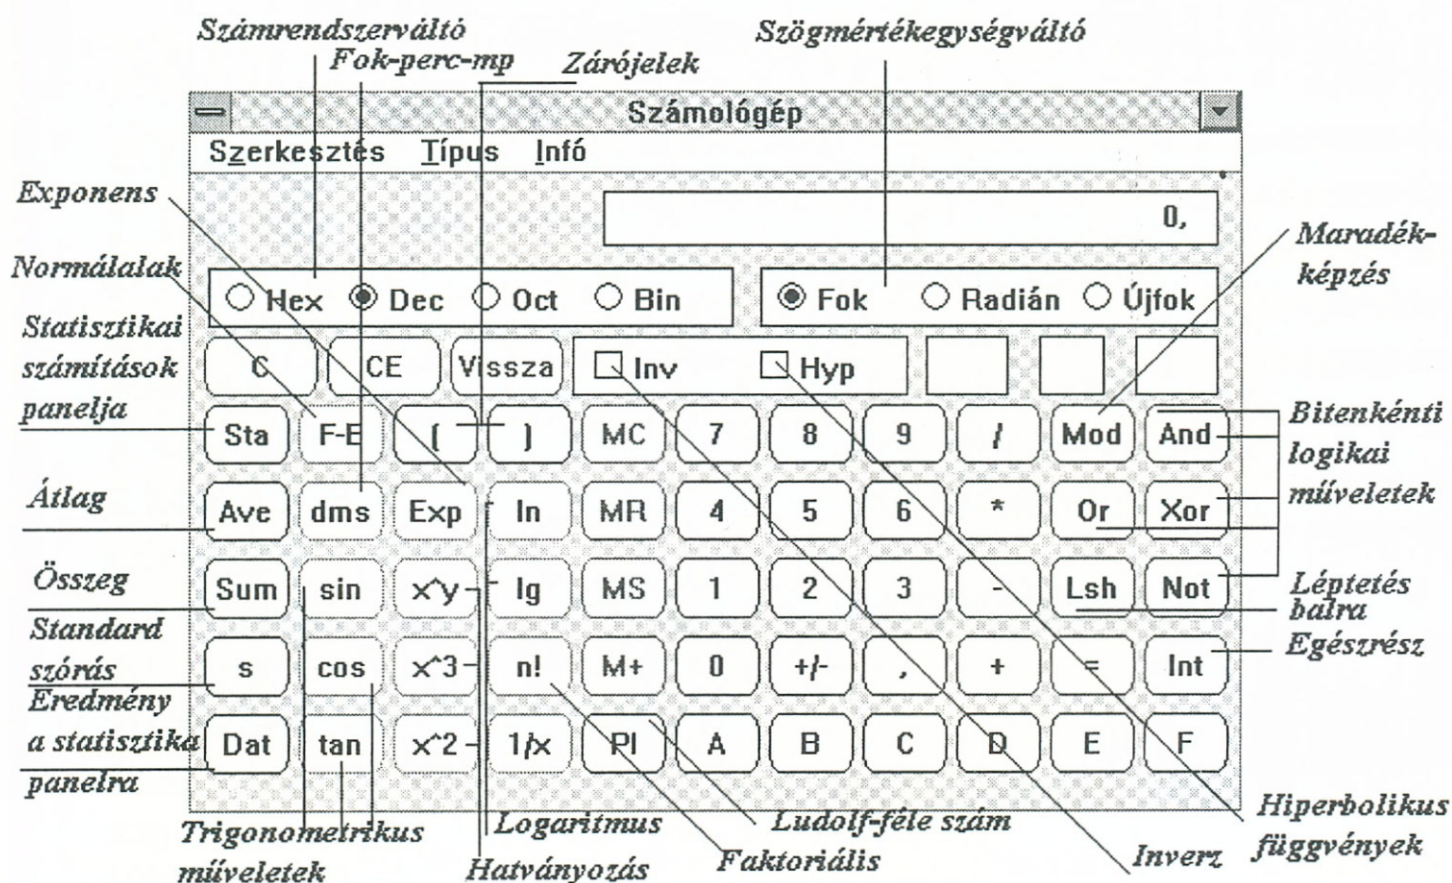 Számrendszerváltó
Szögmértékegységváltó
Fok-perc-mp
Zárójelek
Számológép
Szerkesztés Típus Infó
Exponens
0,
Maradék-
képzés
Normálalak
Hex Dec Oct Bin
Fok Radián Újfok
Statisztikai
számítások
panelja
C CE Vissza Inv Hyp
Sta F-E ( ) MC 7 8 9 / Mod And
Bitenkénti
logikai
műveletek
Átlag
Ave dms Exp ln MR 4 5 6 * Or Xor
Összeg
Sum sin x^y lg MS 1 2 3 - Lsh Not
Léptetés
balra
Standard
szórás
s cos x^3 n! M+ 0 +/- , + = Int
Egészrész
Eredmény
a statisztika
panelra
Dat tan x^2 1/x PI A B C D E F
Trigonometrikus
műveletek
Logaritmus
Hatványozás
Ludolf-féle szám
Faktoriális
Inverz
Hiperbolikus
függvények